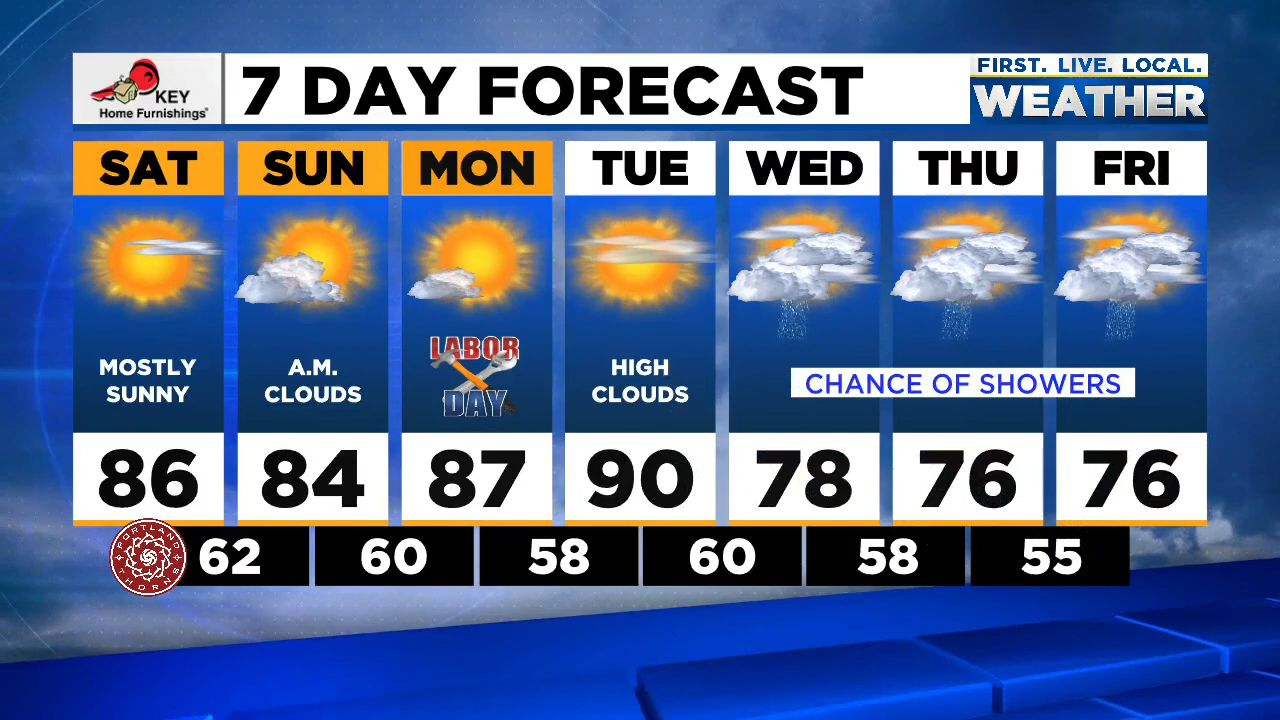 KEY
Home Furnishings
7 DAY FORECAST
FIRST. LIVE. LOCAL.
WEATHER
SAT SUN MON TUE WED THU FRI
MOSTLY
SUNNY
A.M.
CLOUDS
LABOR
DAY
HIGH
CLOUDS
CHANCE OF SHOWERS
86 84 87 90 78 76 76
PORTLAND
THORNS
62 60 58 60 58 55